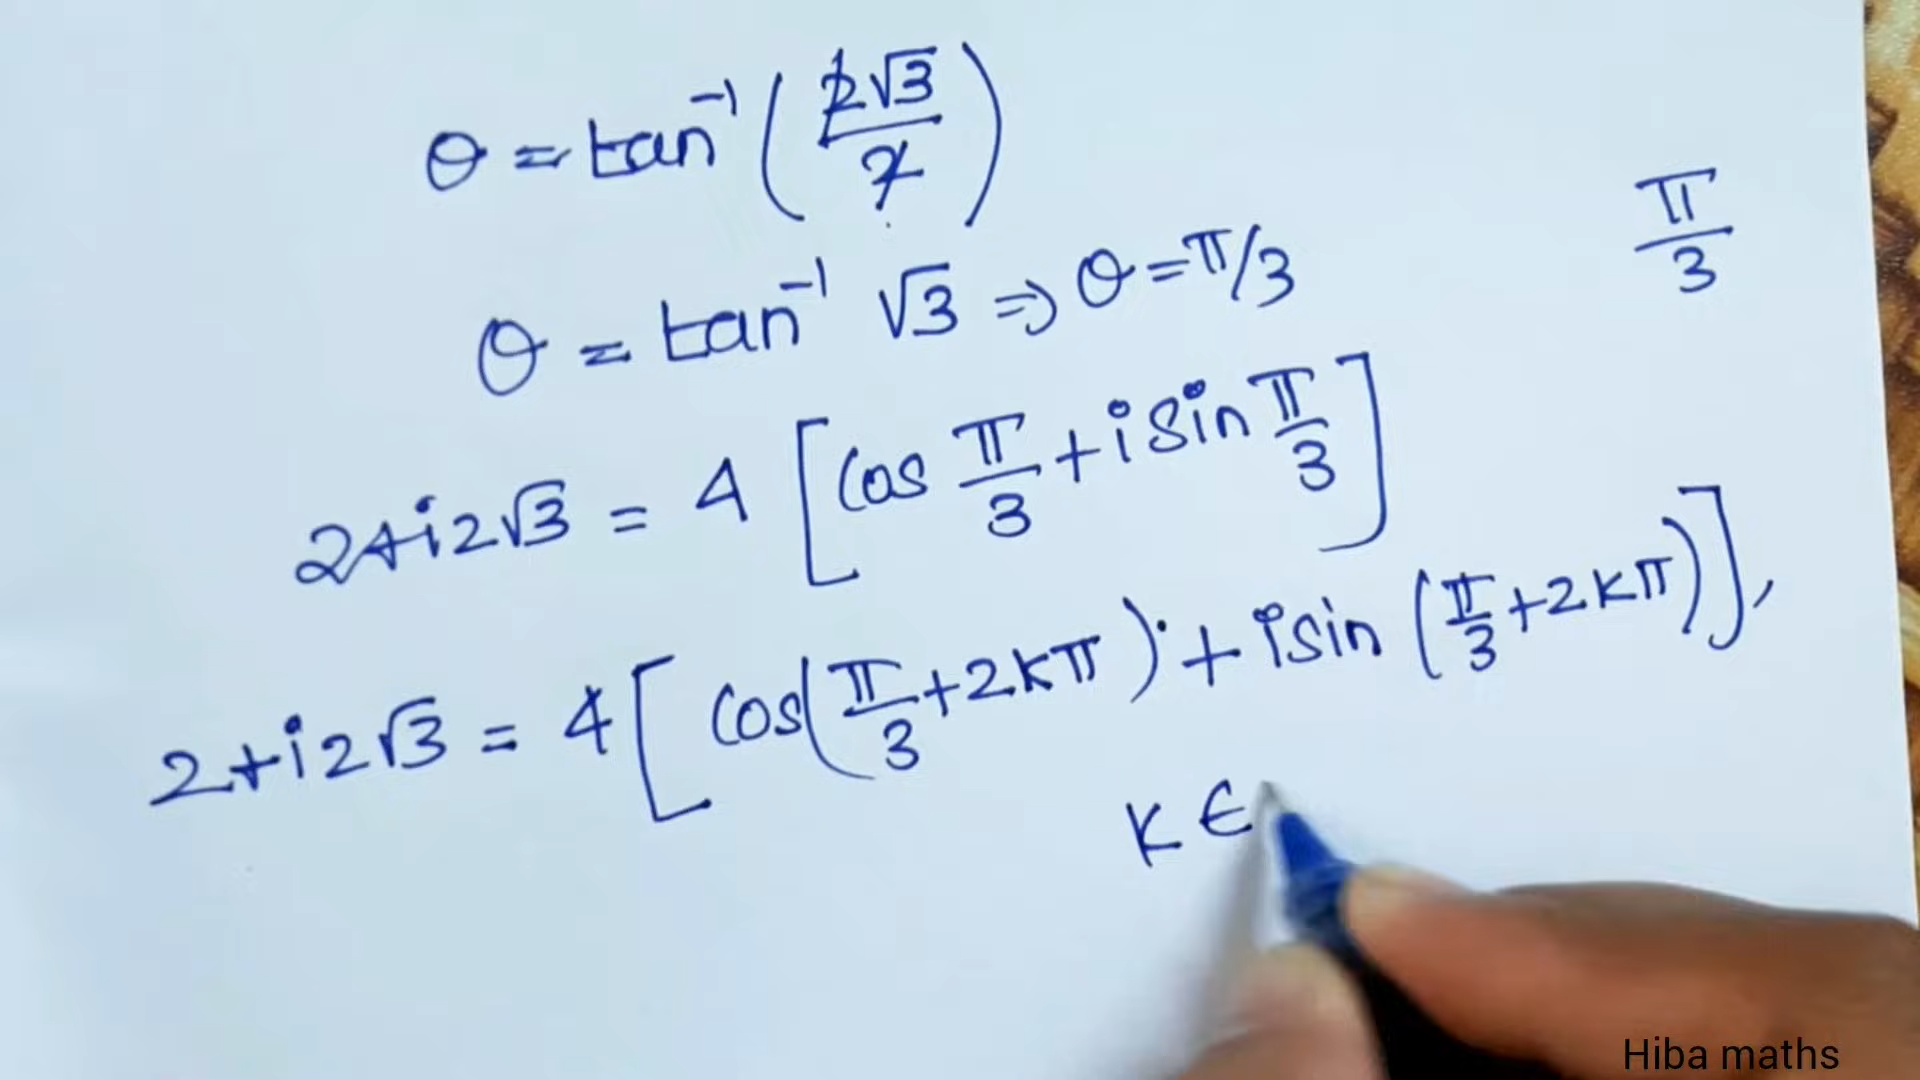 θ = tan⁻¹ (2√3/2)
θ = tan⁻¹ √3 ⇒ θ = π/3
π/3
2+i2√3 = 4 [cos π/3 + i sin π/3]
2+i2√3 = 4 [cos(π/3 + 2kπ) + i sin (π/3 + 2kπ)],
k ∈
Hiba maths